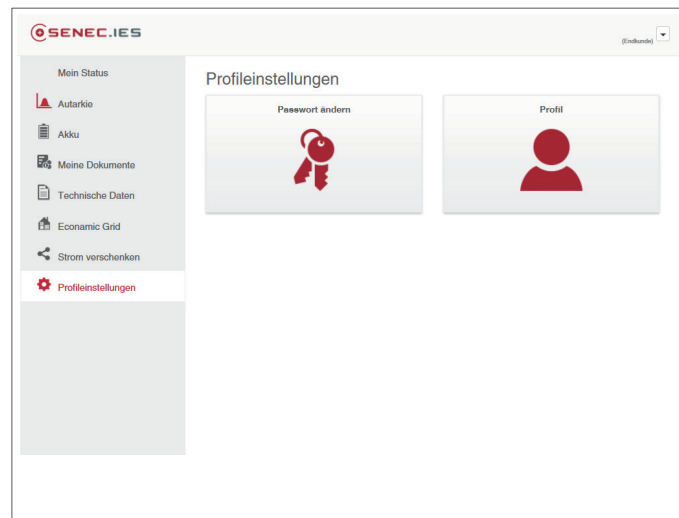 SENEC.IES
(Endkunde)
Mein Status
Autarkie
Akku
Meine Dokumente
Technische Daten
Econamic Grid
Strom verschenken
Profileinstellungen
Profileinstellungen
Passwort ändern
Profil